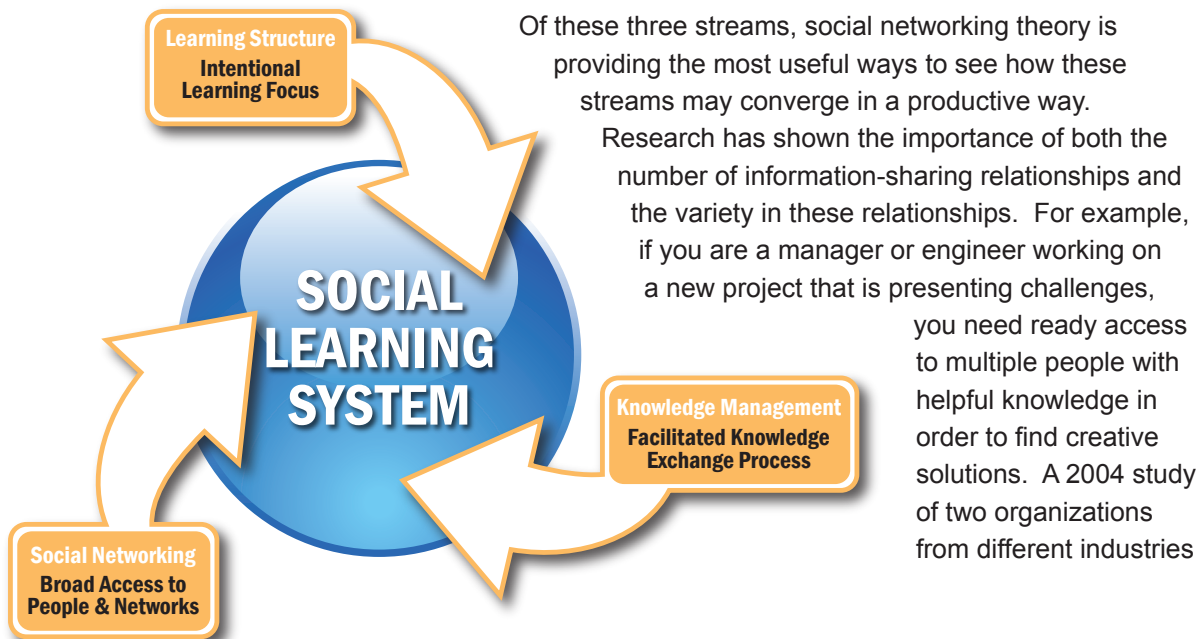 Learning Structure
Intentional
Learning Focus
SOCIAL
LEARNING
SYSTEM
Knowledge Management
Facilitated Knowledge
Exchange Process
Social Networking
Broad Access to
People & Networks
Of these three streams, social networking theory is
providing the most useful ways to see how these
streams may converge in a productive way.
Research has shown the importance of both the
number of information-sharing relationships and
the variety in these relationships.  For example,
if you are a manager or engineer working on
a new project that is presenting challenges,
you need ready access
to multiple people with
helpful knowledge in
order to find creative
solutions.  A 2004 study
of two organizations
from different industries